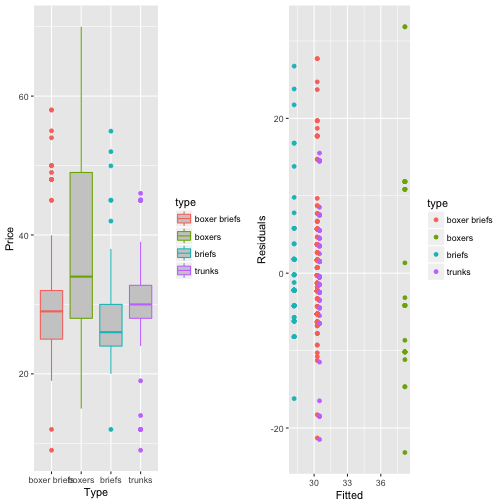 60
40
20
Price
boxer briefs
boxers
briefs
trunks
Type
type
boxer briefs
boxers
briefs
trunks
20
0
-20
Residuals
30
33
36
Fitted
type
boxer briefs
boxers
briefs
trunks